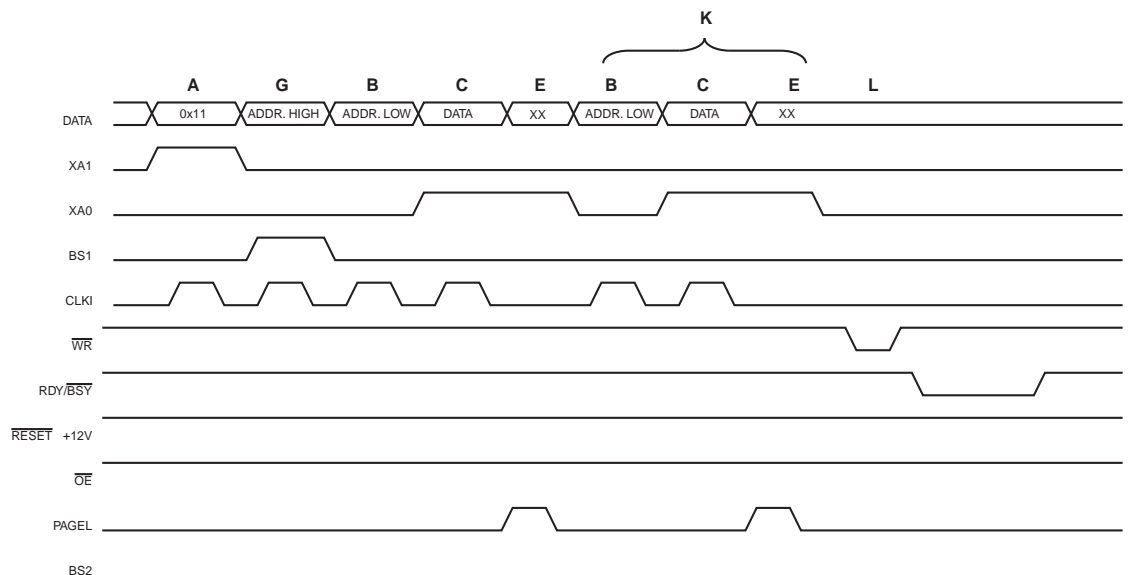 K
A G B C E B C E L
DATA 0x11 ADDR. HIGH ADDR. LOW DATA XX ADDR. LOW DATA XX
XA1
XA0
BS1
CLKI
WR
RDY/BSY
RESET +12V
OE
PAGEL
BS2